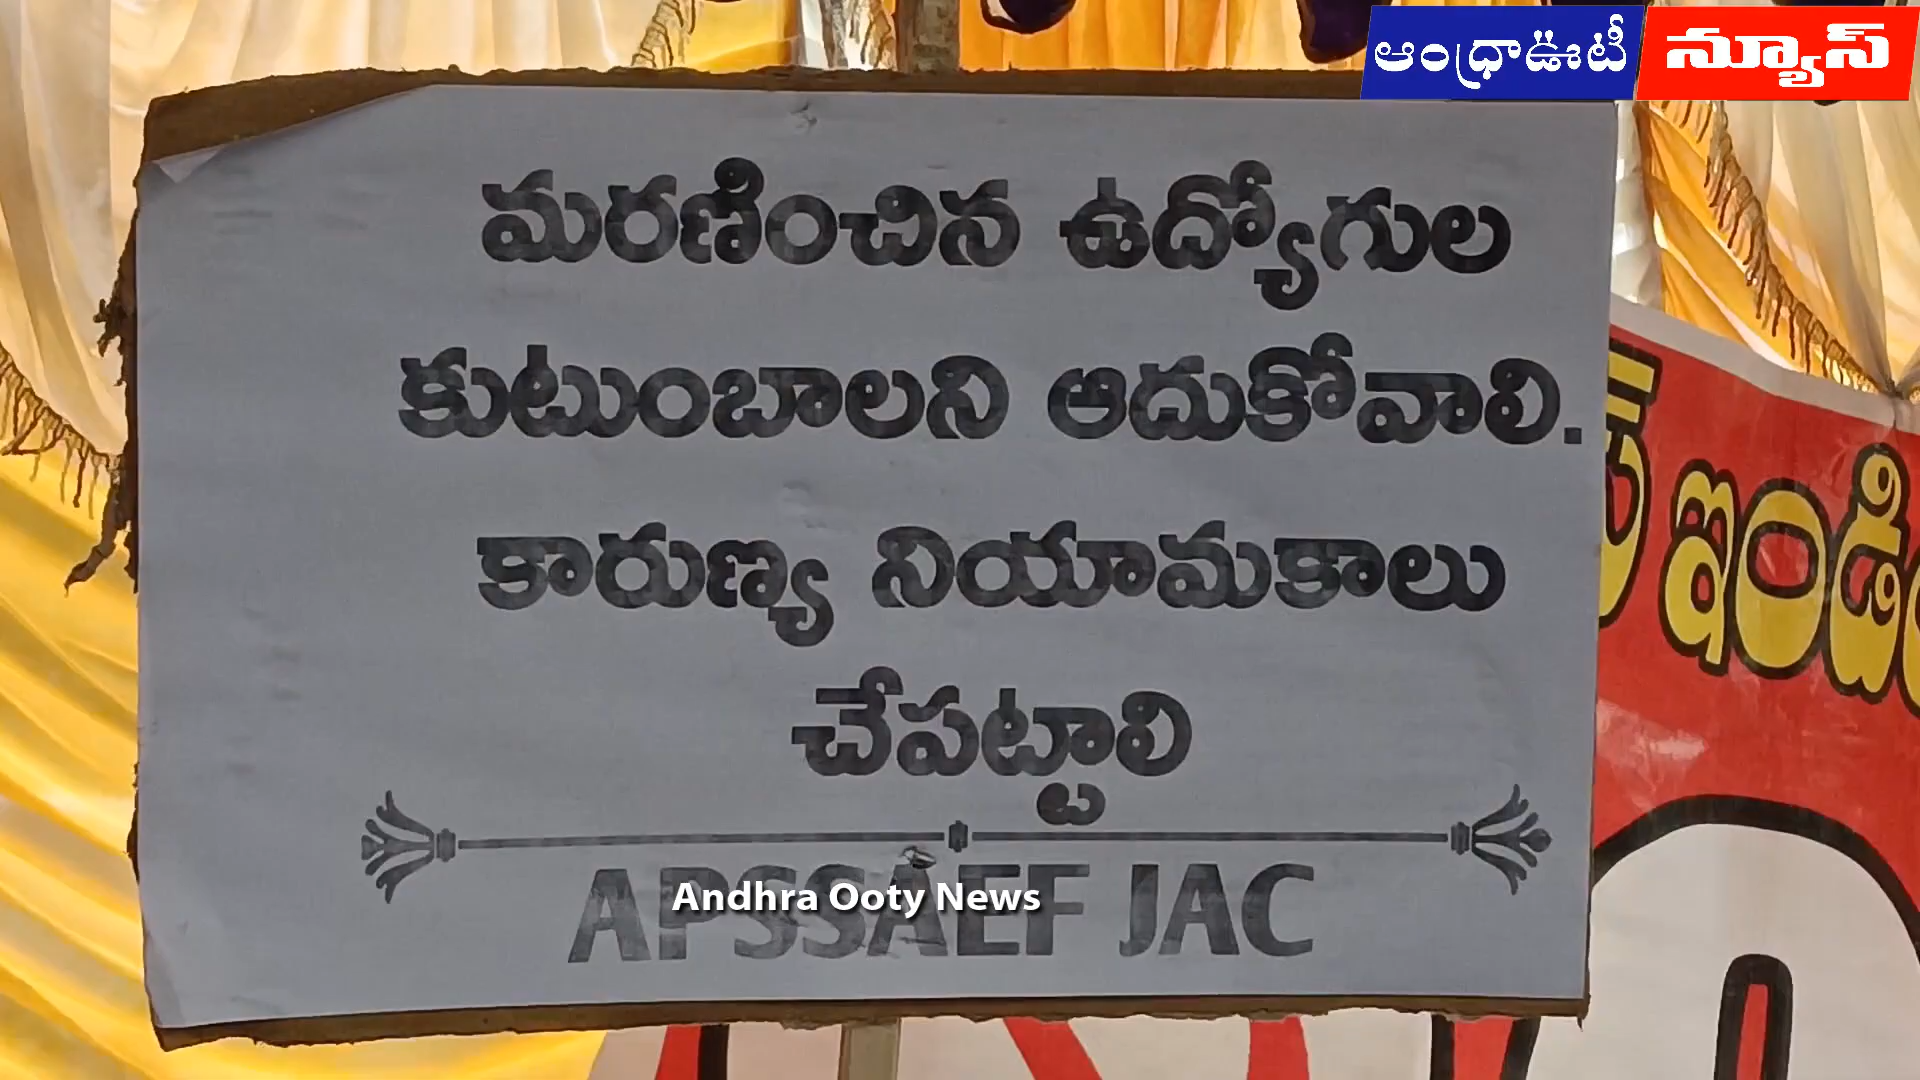 ఆంధ్రాఊటీ న్యూస్
మరణించిన ఉద్యోగుల
కుటుంబాలని ఆదుకోవాలి.
కారుణ్య నియామకాలు
చేపట్టాలి
APSSAEF JAC
Andhra Ooty News